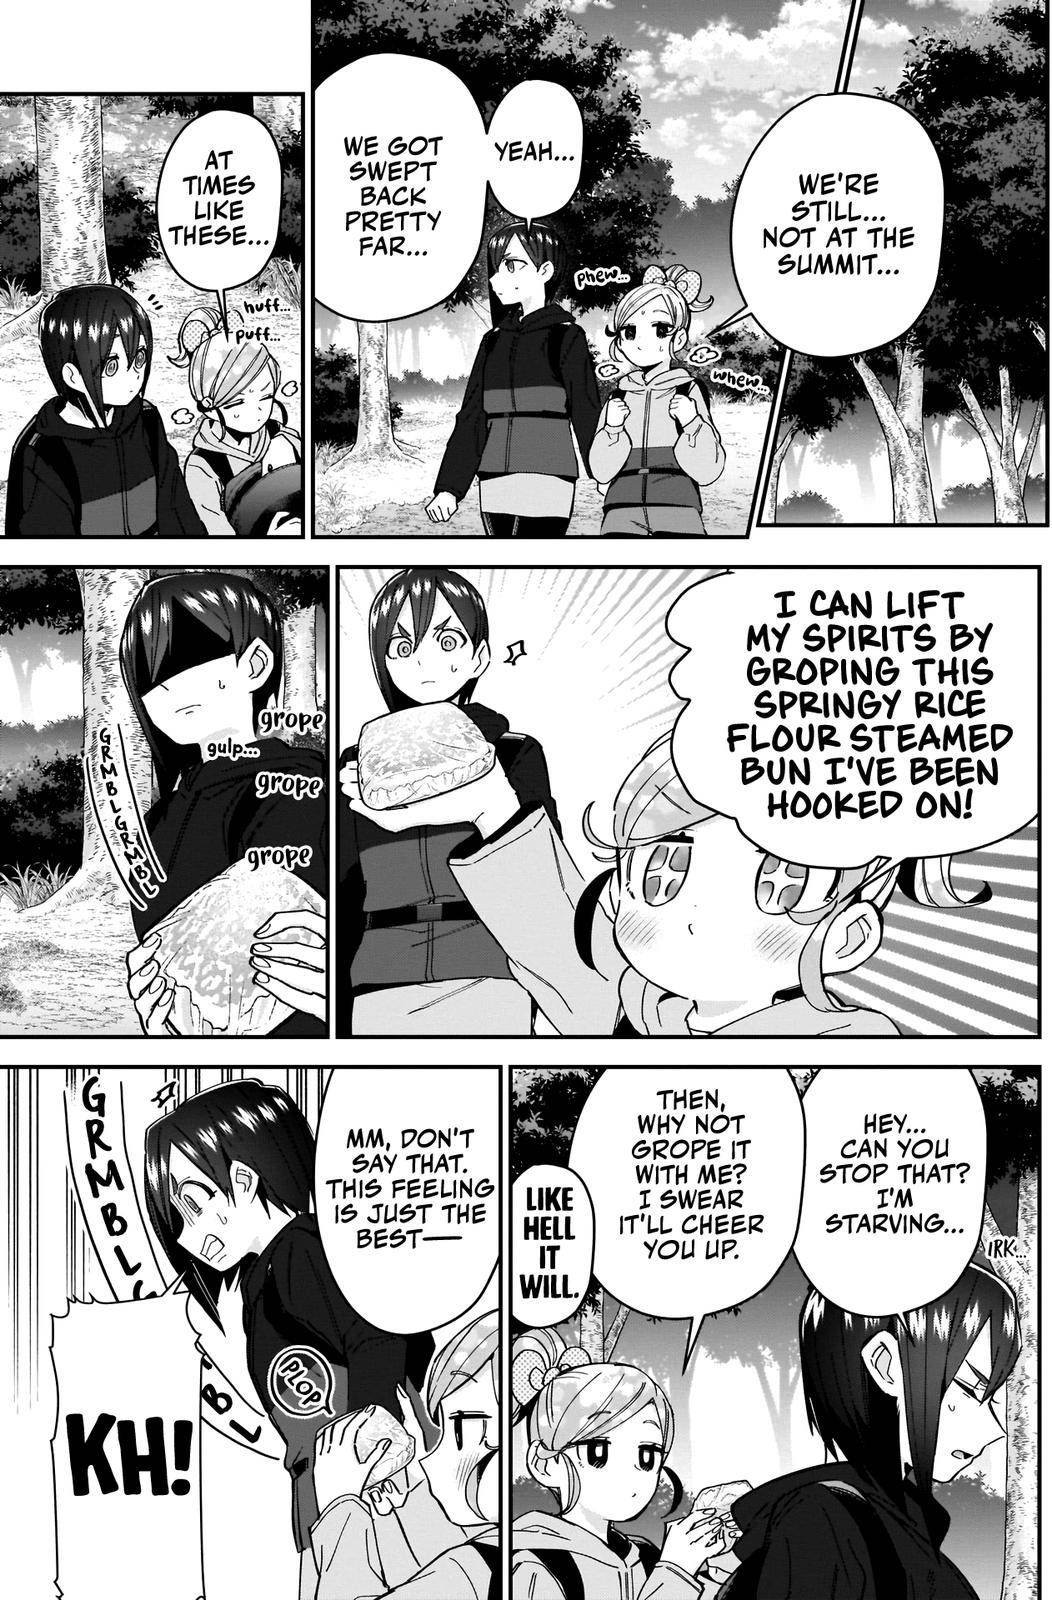 WE'RE
STILL...
NOT AT THE
SUMMIT...
YEAH...
WE GOT
SWEPT
BACK
PRETTY
FAR...
phew...
whew...
AT
TIMES
LIKE
THESE...
huff...
puff...
I CAN LIFT
MY SPIRITS BY
GROPING THIS
SPRINGY RICE
FLOUR STEAMED
BUN I'VE BEEN
HOOKED ON!
grope
gulp...
grope
grope
GRMBLGRMBL
HEY...
CAN YOU
STOP THAT?
I'M
STARVING...
IRK...
THEN,
WHY NOT
GROPE IT
WITH ME?
I SWEAR
IT'LL CHEER
YOU UP.
LIKE
HELL
IT
WILL.
MM, DON'T
SAY THAT.
THIS FEELING
IS JUST THE
BEST——
PLOP
GRMBLG
BL
KH!